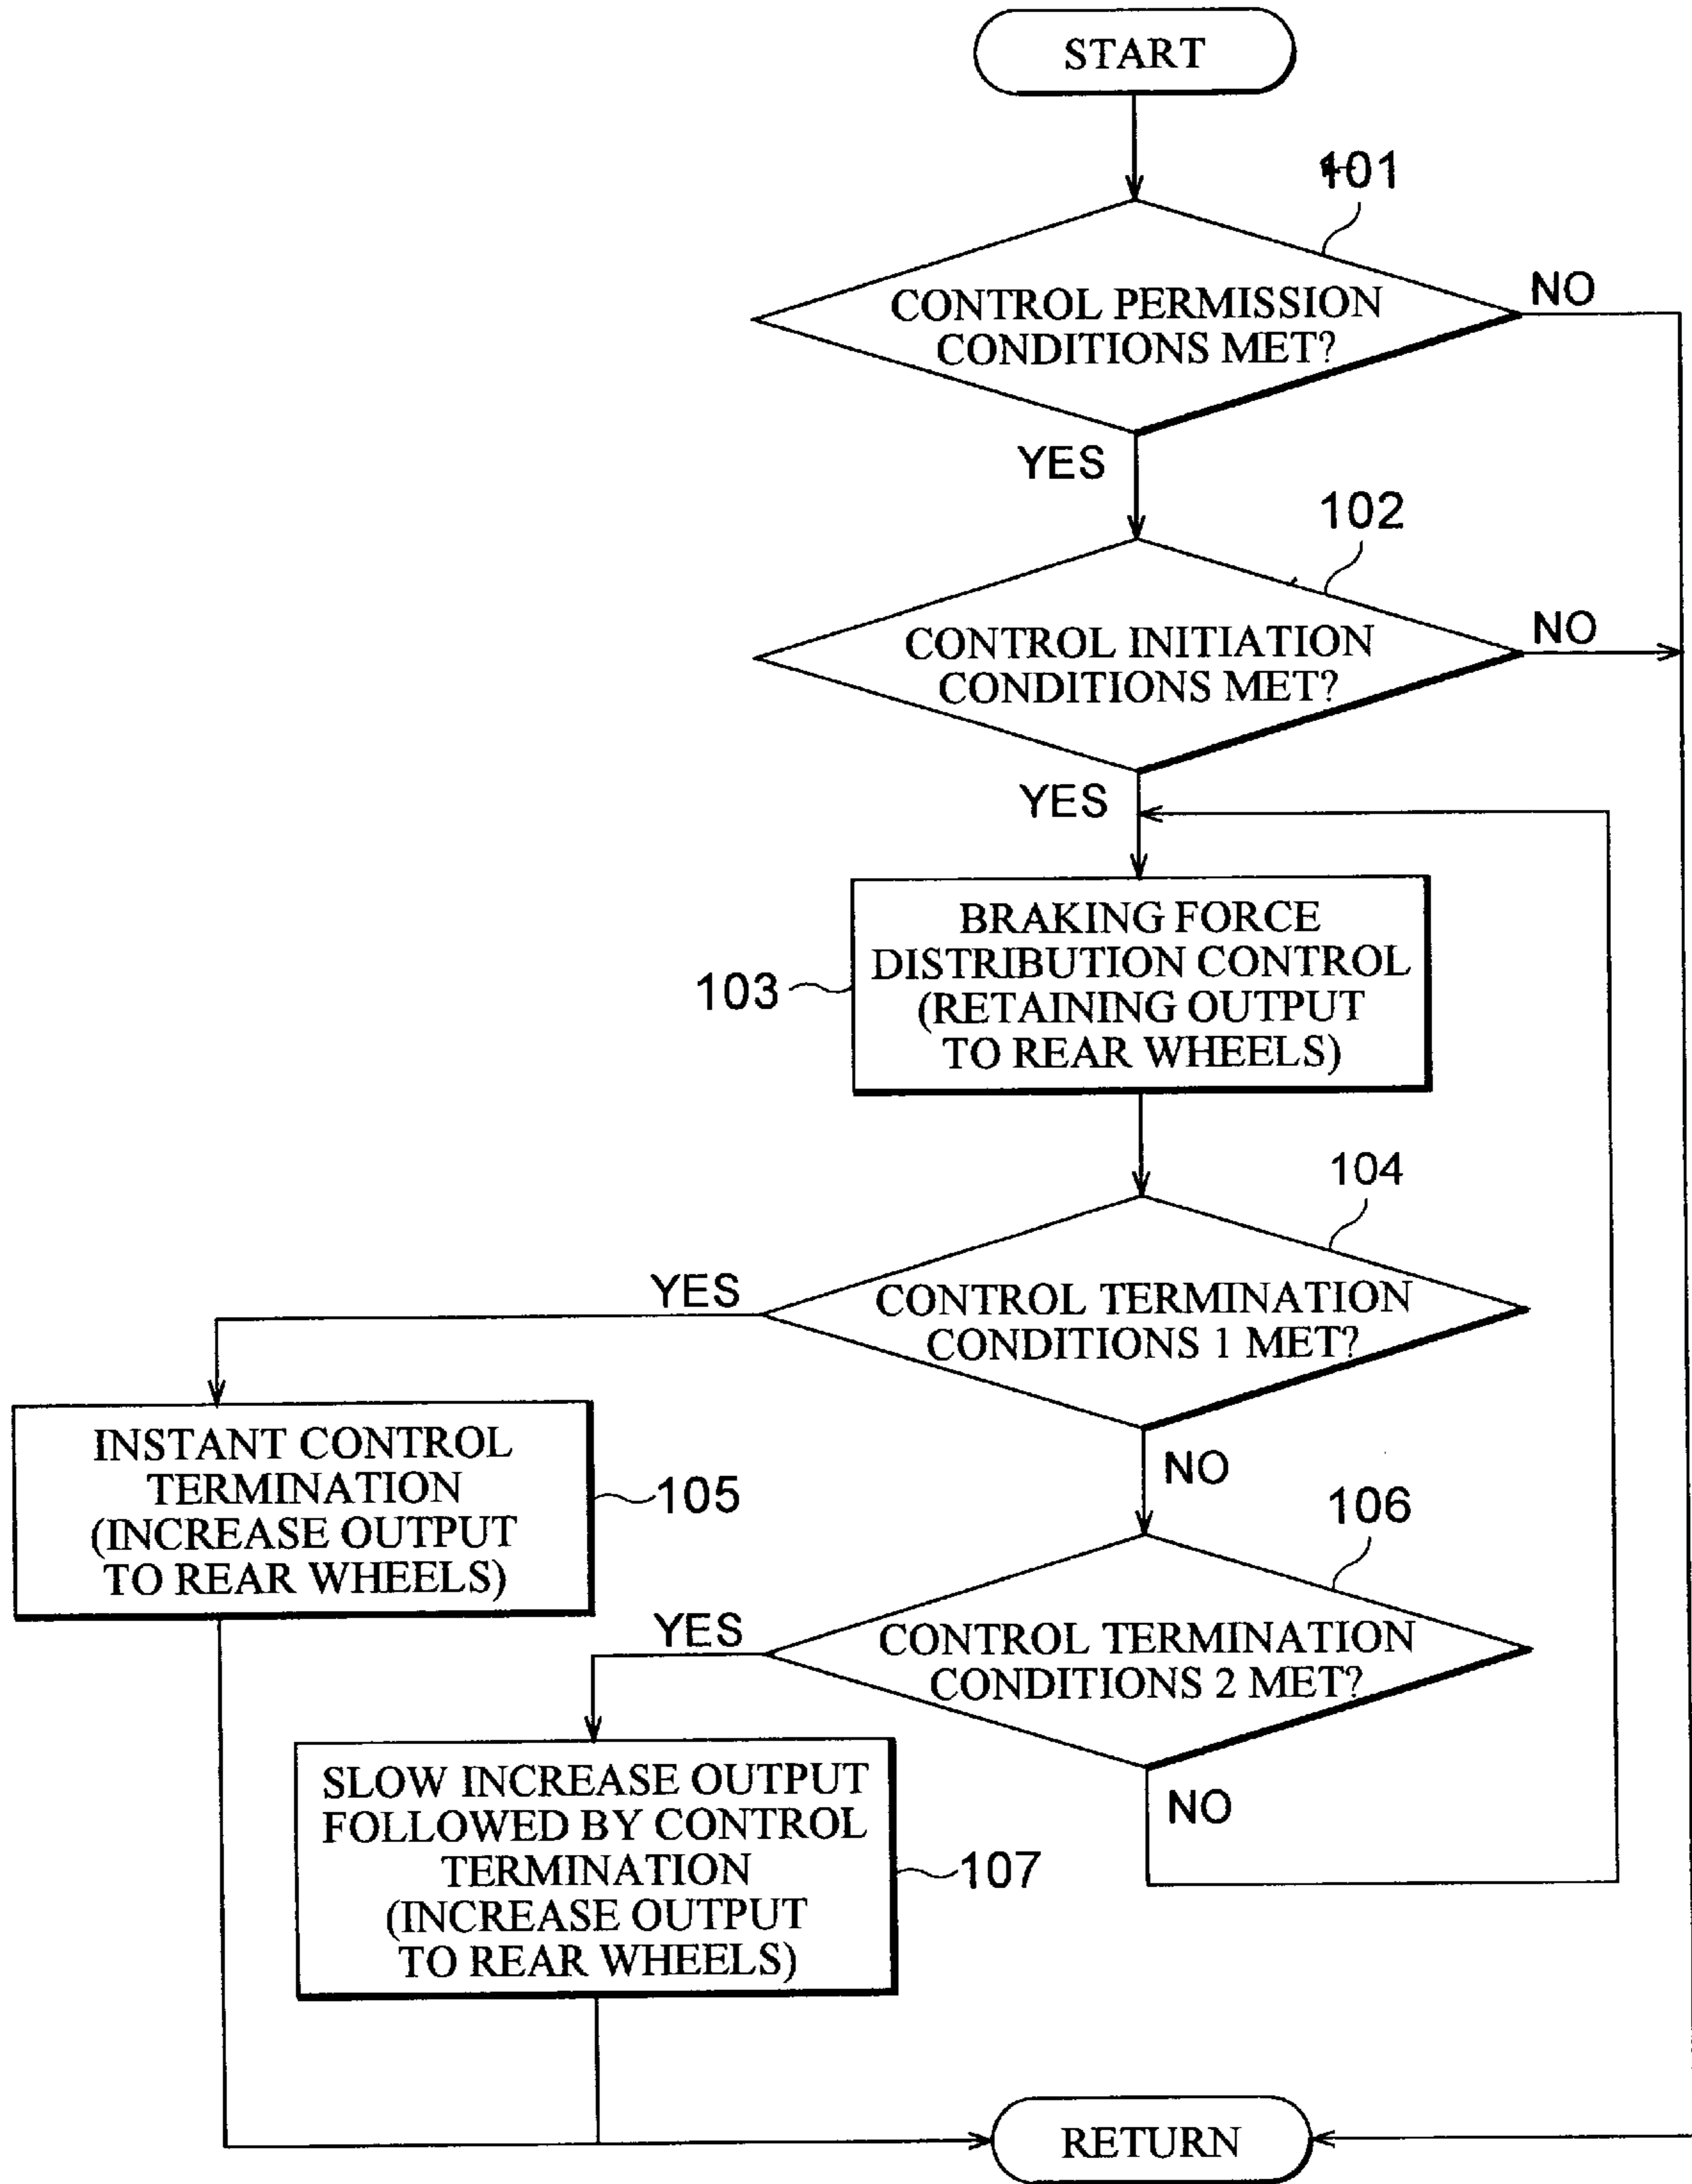 START
101
CONTROL PERMISSION
CONDITIONS MET?
NO
YES
102
CONTROL INITIATION
CONDITIONS MET?
NO
YES
BRAKING FORCE
DISTRIBUTION CONTROL
(RETAINING OUTPUT
TO REAR WHEELS)
103
104
YES
CONTROL TERMINATION
CONDITIONS 1 MET?
INSTANT CONTROL
TERMINATION
(INCREASE OUTPUT
TO REAR WHEELS)
105
NO
106
YES
CONTROL TERMINATION
CONDITIONS 2 MET?
SLOW INCREASE OUTPUT
FOLLOWED BY CONTROL
TERMINATION
(INCREASE OUTPUT
TO REAR WHEELS)
107
NO
RETURN